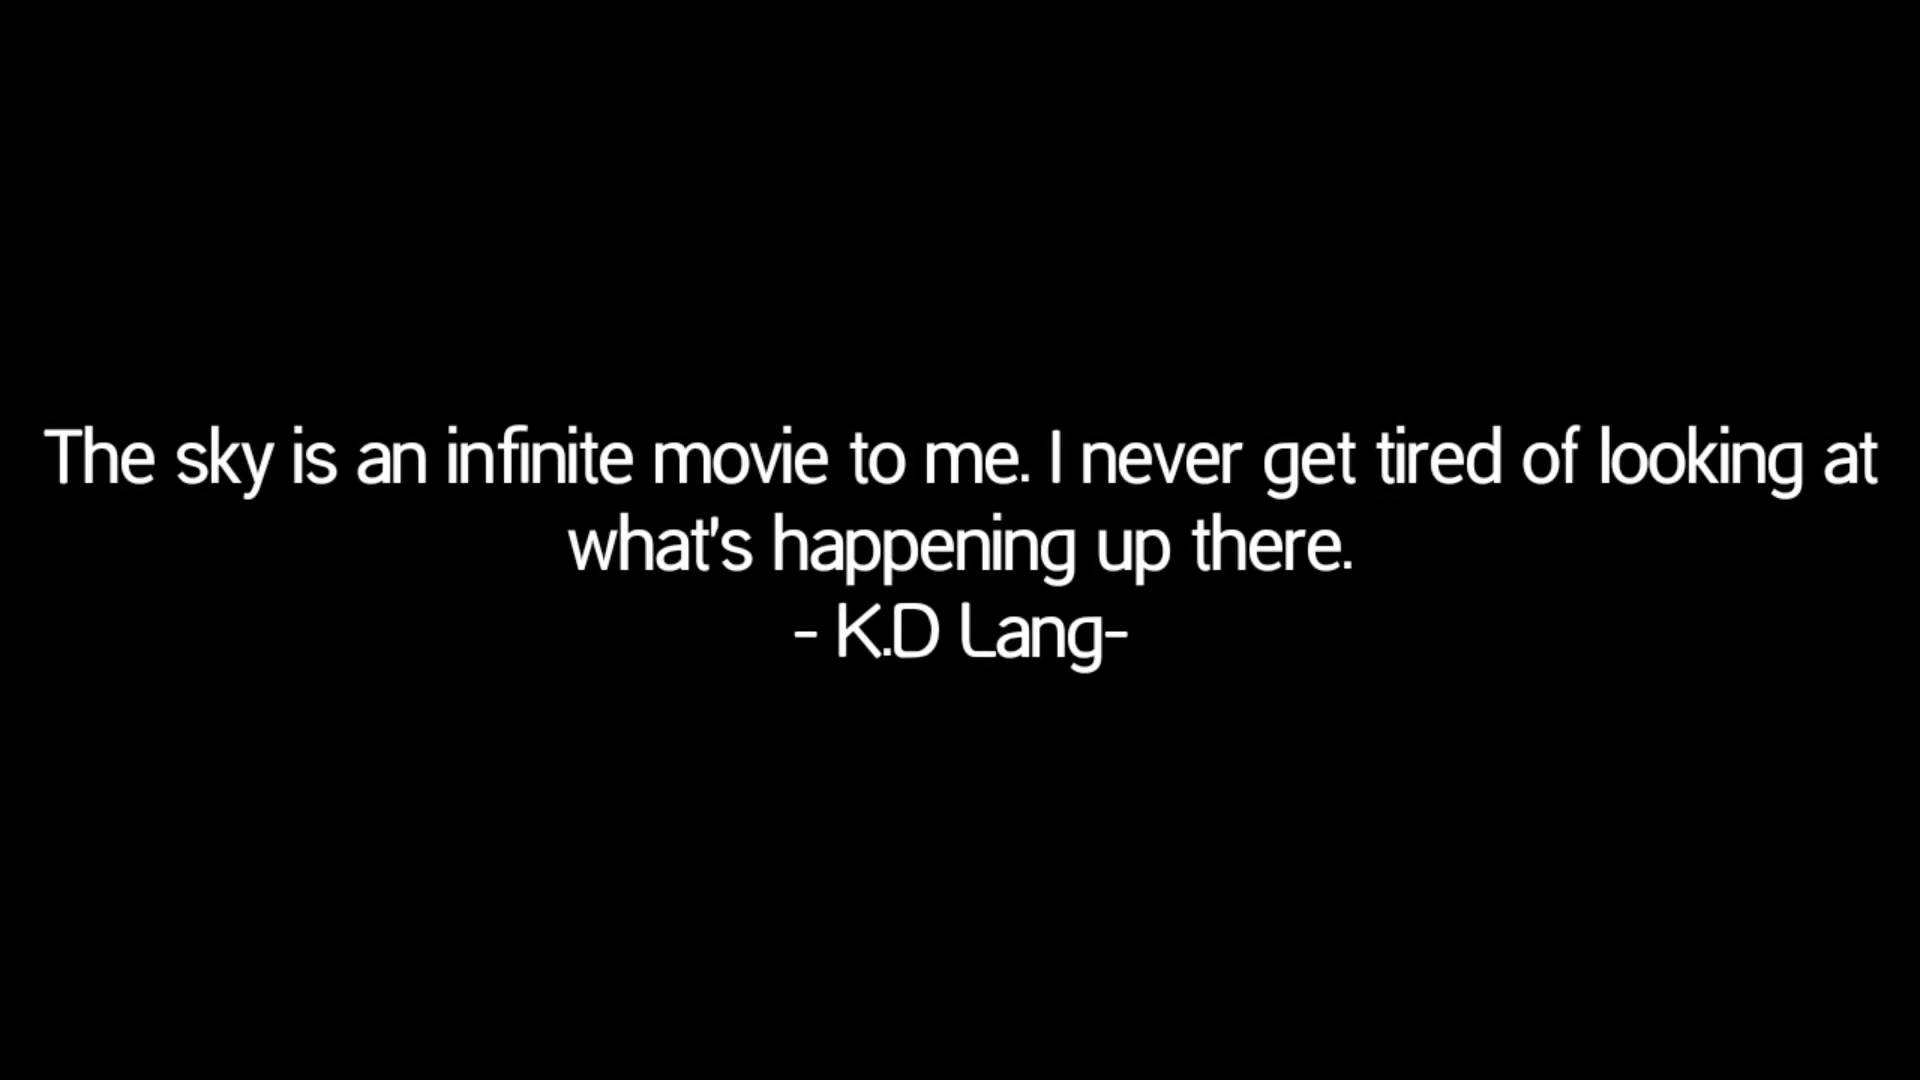 The sky is an infinite movie to me. I never get tired of looking at
what's happening up there.
- K.D Lang-